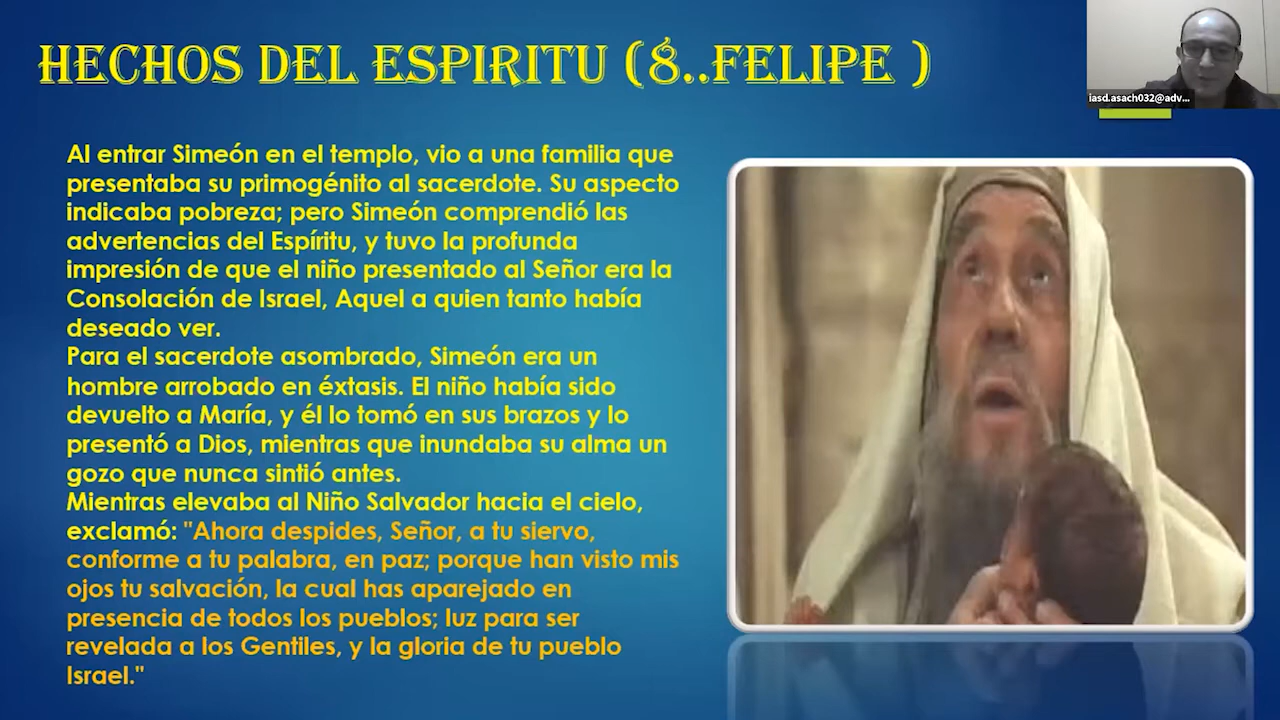 HECHOS DEL ESPIRITU (8..FELIPE )
iasd.asach032@adv...
Al entrar Simeón en el templo, vio a una familia que
presentaba su primogénito al sacerdote. Su aspecto
indicaba pobreza; pero Simeón comprendió las
advertencias del Espíritu, y tuvo la profunda
impresión de que el niño presentado al Señor era la
Consolación de Israel, Aquel a quien tanto había
deseado ver.
Para el sacerdote asombrado, Simeón era un
hombre arrobado en éxtasis. El niño había sido
devuelto a María, y él lo tomó en sus brazos y lo
presentó a Dios, mientras que inundaba su alma un
gozo que nunca sintió antes.
Mientras elevaba al Niño Salvador hacia el cielo,
exclamó: "Ahora despides, Señor, a tu siervo,
conforme a tu palabra, en paz; porque han visto mis
ojos tu salvación, la cual has aparejado en
presencia de todos los pueblos; luz para ser
revelada a los Gentiles, y la gloria de tu pueblo
Israel."